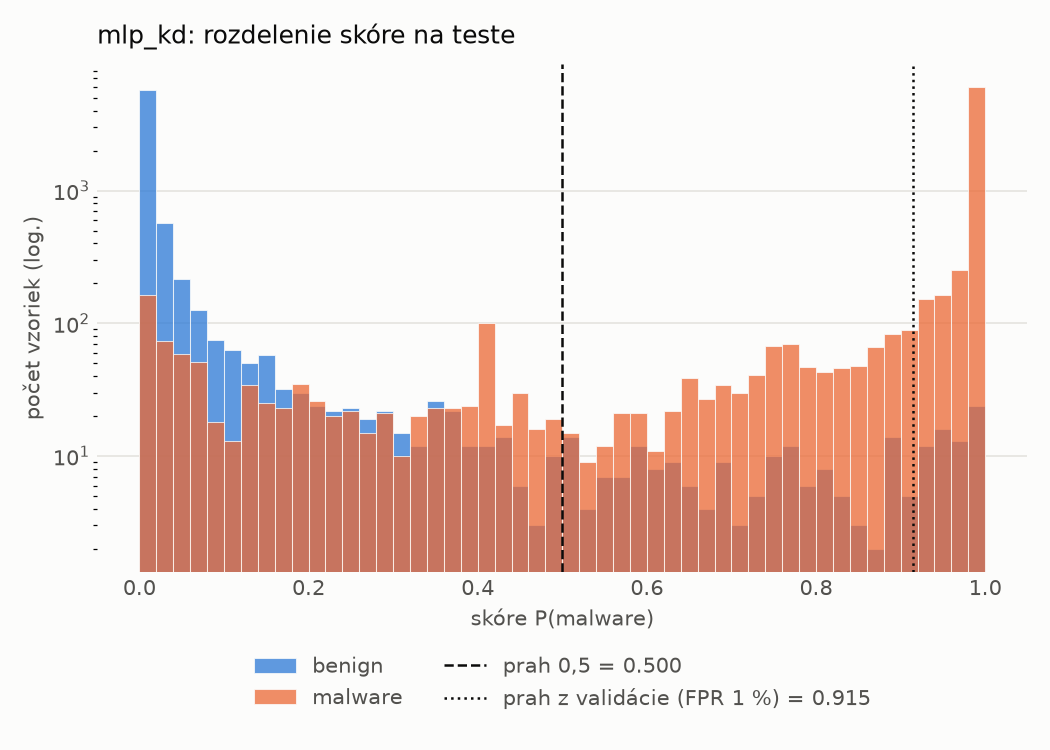 mlp_kd: rozdelenie skóre na teste
počet vzoriek (log.)
10³
10²
10¹
0.0 0.2 0.4 0.6 0.8 1.0
skóre P(malware)
benign
malware
prah 0,5 = 0.500
prah z validácie (FPR 1 %) = 0.915